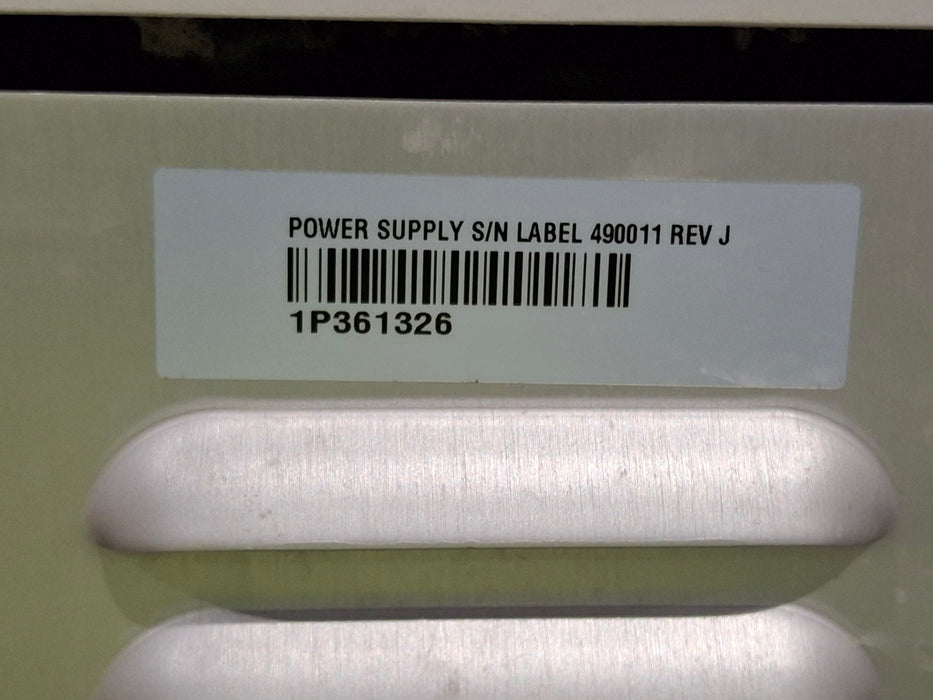 POWER SUPPLY S/N LABEL 490011 REV J
1P361326